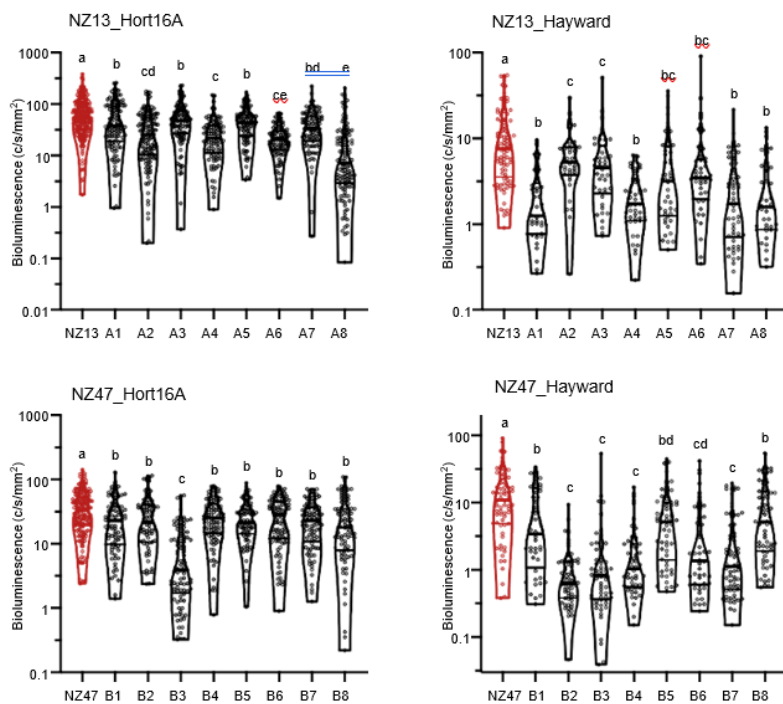 NZ13_Hort16A
1000
100
10
1
0.1
0.01
Bioluminescence (c/s/mm²)
a b cd b c b ce bd e
NZ13 A1 A2 A3 A4 A5 A6 A7 A8
NZ13_Hayward
100
10
1
0.1
Bioluminescence (c/s/mm²)
a b c c b bc bc b b
NZ13 A1 A2 A3 A4 A5 A6 A7 A8
NZ47_Hort16A
1000
100
10
1
0.1
Bioluminescence (c/s/mm²)
a b b c b b b b b
NZ47 B1 B2 B3 B4 B5 B6 B7 B8
NZ47_Hayward
100
10
1
0.1
Bioluminescence (c/s/mm²)
a b c c c bd cd c b
NZ47 B1 B2 B3 B4 B5 B6 B7 B8